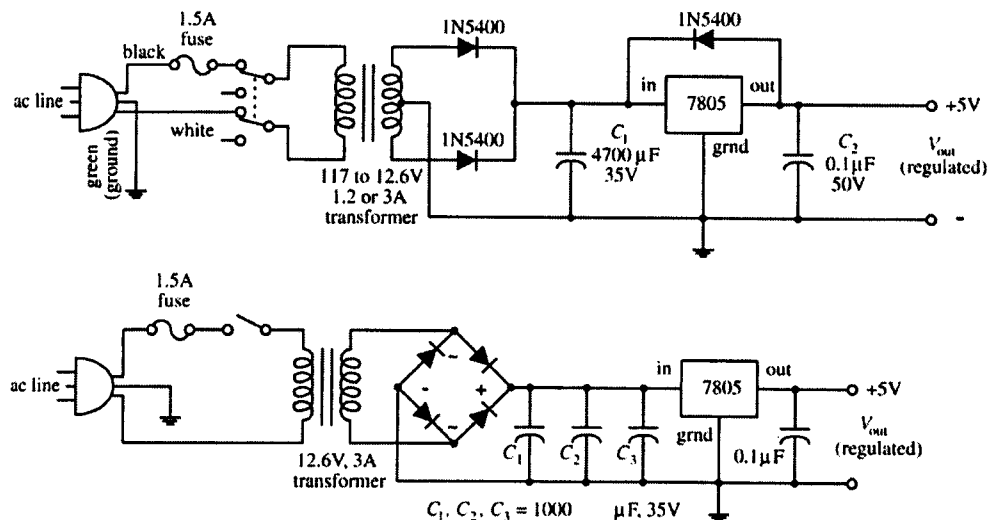 1.5A
fuse
black
ac line
white
green
(ground)
117 to 12.6V
1.2 or 3A
transformer
1N5400
1N5400
1N5400
in
7805
out
grnd
C1
4700 µF
35V
C2
0.1µF
50V
+5V
Vout
(regulated)
-
1.5A
fuse
ac line
12.6V, 3A
transformer
~
-
+
~
C1
C2
C3
C1, C2, C3 = 1000 µF, 35V
in
7805
out
grnd
0.1µF
+5V
Vout
(regulated)